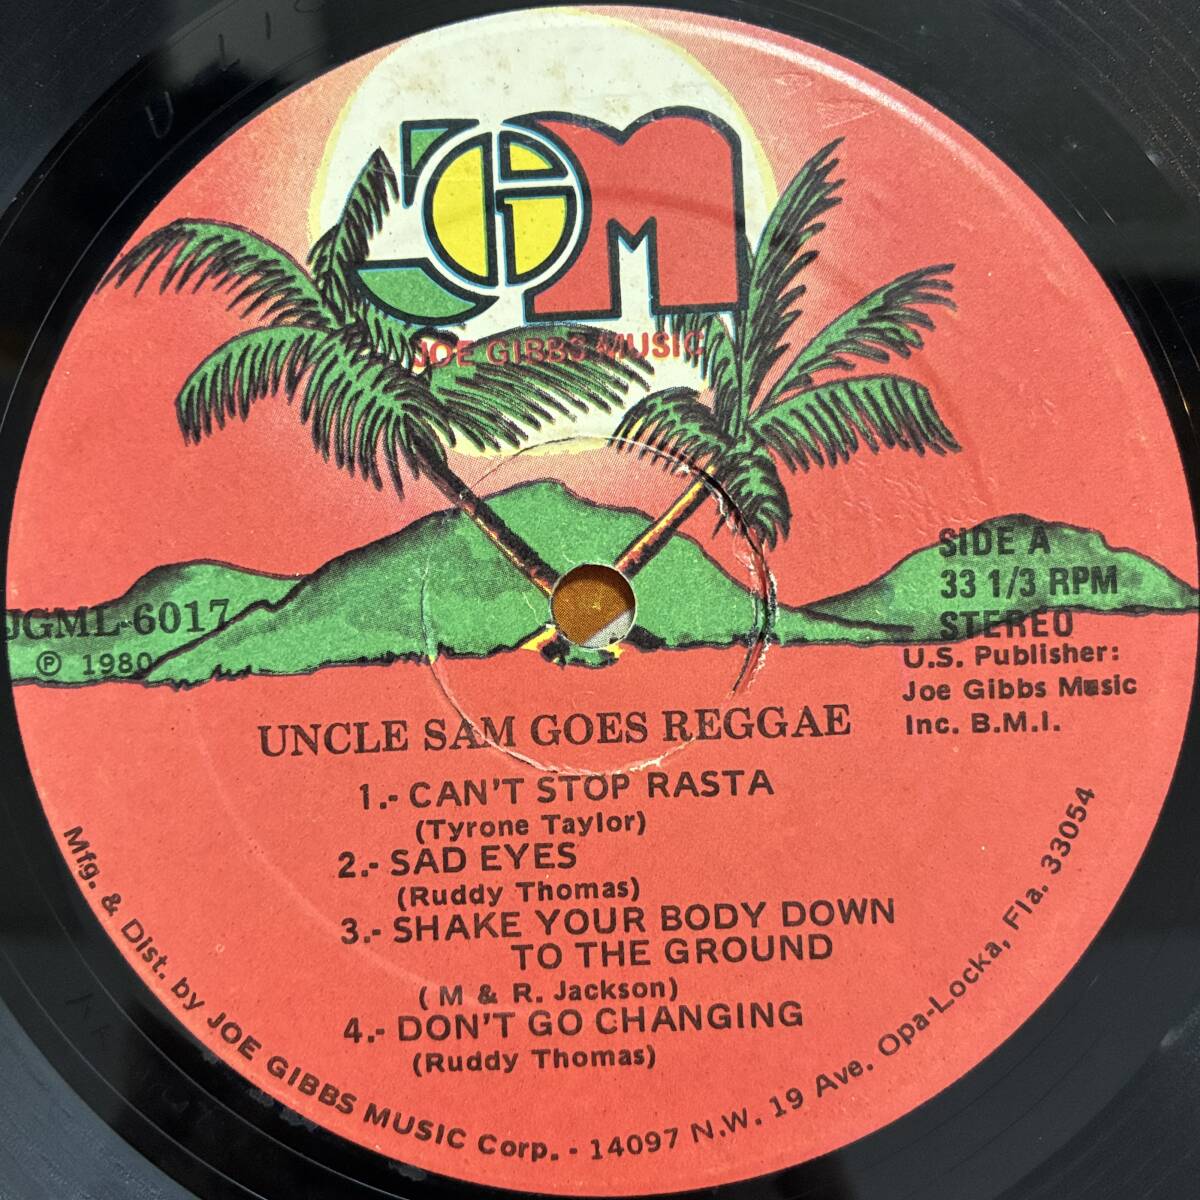 JGM
JOE GIBBS MUSIC
SIDE A
33 1/3 RPM
STEREO
JGML-6017
℗ 1980
U.S. Publisher:
Joe Gibbs Music
Inc. B.M.I.
UNCLE SAM GOES REGGAE
1.- CAN'T STOP RASTA
(Tyrone Taylor)
2.- SAD EYES
(Ruddy Thomas)
3.- SHAKE YOUR BODY DOWN
TO THE GROUND
( M & R. Jackson)
4.- DON'T GO CHANGING
(Ruddy Thomas)
Mfg. & Dist. by JOE GIBBS MUSIC Corp. - 14097 N.W. 19 Ave. Opa-Locka, Fla. 33054